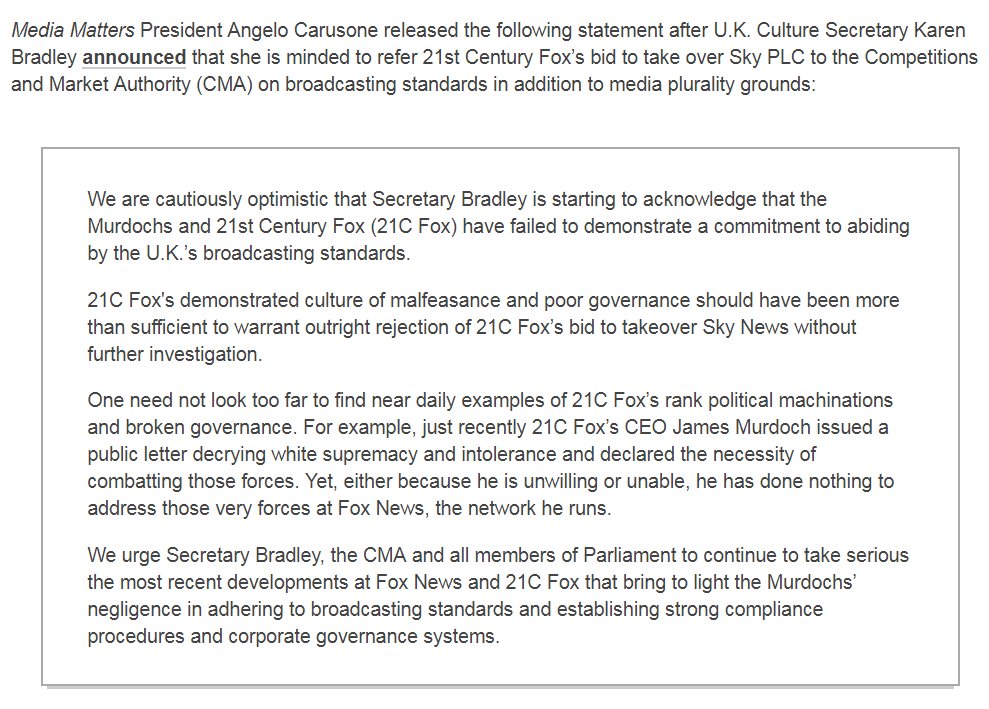 Media Matters President Angelo Carusone released the following statement after U.K. Culture Secretary Karen
Bradley announced that she is minded to refer 21st Century Fox’s bid to take over Sky PLC to the Competitions
and Market Authority (CMA) on broadcasting standards in addition to media plurality grounds:
We are cautiously optimistic that Secretary Bradley is starting to acknowledge that the
Murdochs and 21st Century Fox (21C Fox) have failed to demonstrate a commitment to abiding
by the U.K.’s broadcasting standards.
21C Fox's demonstrated culture of malfeasance and poor governance should have been more
than sufficient to warrant outright rejection of 21C Fox’s bid to takeover Sky News without
further investigation.
One need not look too far to find near daily examples of 21C Fox’s rank political machinations
and broken governance. For example, just recently 21C Fox’s CEO James Murdoch issued a
public letter decrying white supremacy and intolerance and declared the necessity of
combatting those forces. Yet, either because he is unwilling or unable, he has done nothing to
address those very forces at Fox News, the network he runs.
We urge Secretary Bradley, the CMA and all members of Parliament to continue to take serious
the most recent developments at Fox News and 21C Fox that bring to light the Murdochs’
negligence in adhering to broadcasting standards and establishing strong compliance
procedures and corporate governance systems.